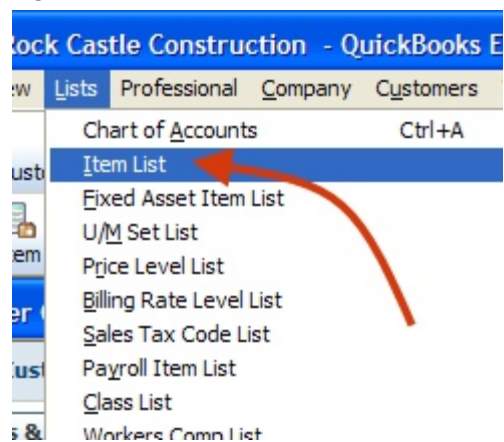 Rock Castle Construction - QuickBooks E
Lists Professional Company Customers
Chart of Accounts Ctrl+A
Item List
Fixed Asset Item List
U/M Set List
Price Level List
Billing Rate Level List
Sales Tax Code List
Payroll Item List
Class List
Workers Comp List